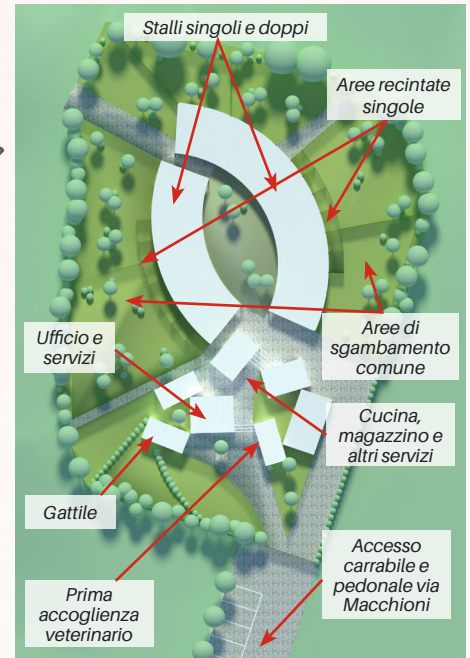 Stalli singoli e doppi
Aree recintate
singole
Aree di
sgambamento
comune
Ufficio e
servizi
Cucina,
magazzino e
altri servizi
Gattile
Prima
accoglienza
veterinario
Accesso
carrabile e
pedonale via
Macchioni